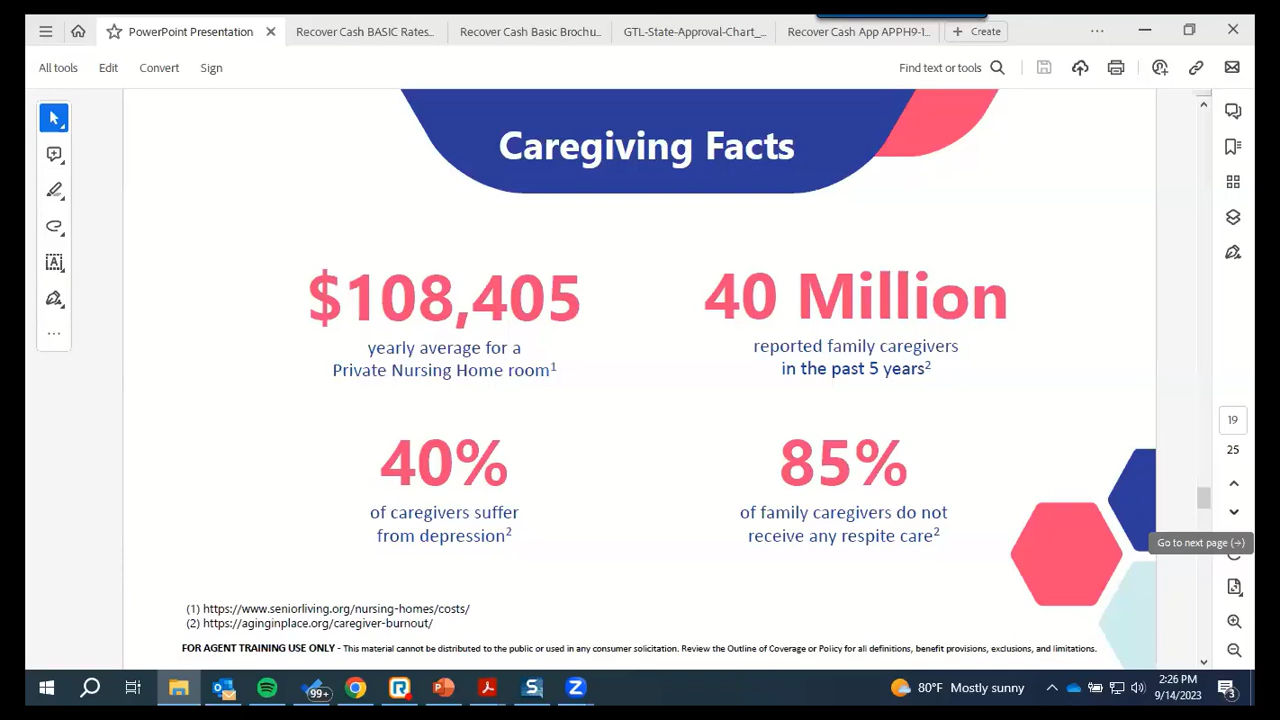 PowerPoint Presentation
Recover Cash BASIC Rates...
Recover Cash Basic Brochu...
GTL-State-Approval-Chart_...
Recover Cash App APPH9-1...
+ Create
All tools
Edit
Convert
Sign
Find text or tools
Caregiving Facts
$108,405
yearly average for a
Private Nursing Home room1
40 Million
reported family caregivers
in the past 5 years2
40%
of caregivers suffer
from depression2
85%
of family caregivers do not
receive any respite care2
19
25
Go to next page (→)
(1) https://www.seniorliving.org/nursing-homes/costs/
(2) https://aginginplace.org/caregiver-burnout/
FOR AGENT TRAINING USE ONLY - This material cannot be distributed to the public or used in any consumer solicitation. Review the Outline of Coverage or Policy for all definitions, benefit provisions, exclusions, and limitations.
99+
80°F Mostly sunny
2:26 PM
9/14/2023
3